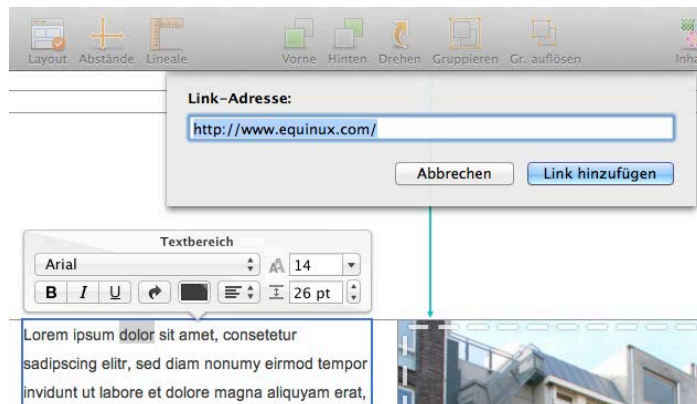 Layout Abstände Lineale Vorne Hinten Drehen Gruppieren Gr. auflösen
Link-Adresse:
http://www.equinux.com/
Abbrechen Link hinzufügen
Textbereich
Arial 14
B I U 26 pt
Lorem ipsum dolor sit amet, consetetur
sadipscing elitr, sed diam nonumy eirmod tempor
invidunt ut labore et dolore magna aliquyam erat,